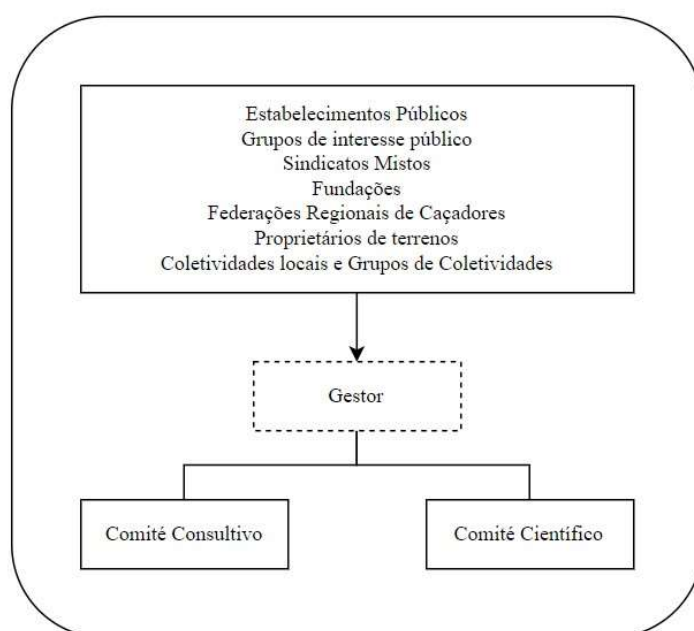 Estabelecimentos Públicos
Grupos de interesse público
Sindicatos Mistos
Fundações
Federações Regionais de Caçadores
Proprietários de terrenos
Coletividades locais e Grupos de Coletividades
Gestor
Comité Consultivo
Comité Científico